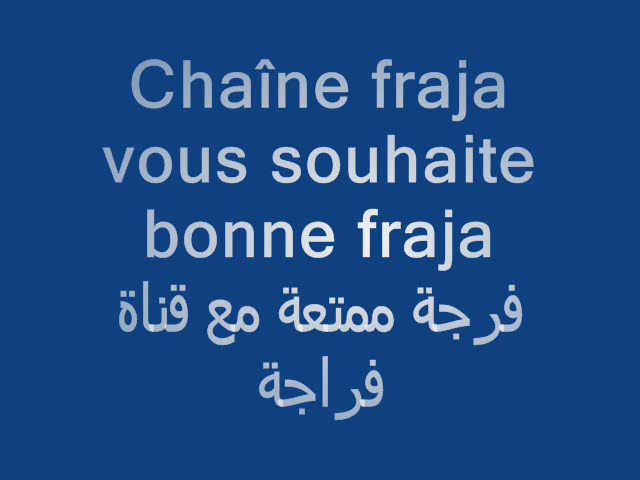 Chaîne fraja
vous souhaite
bonne fraja
فرجة ممتعة مع قناة
فراجة